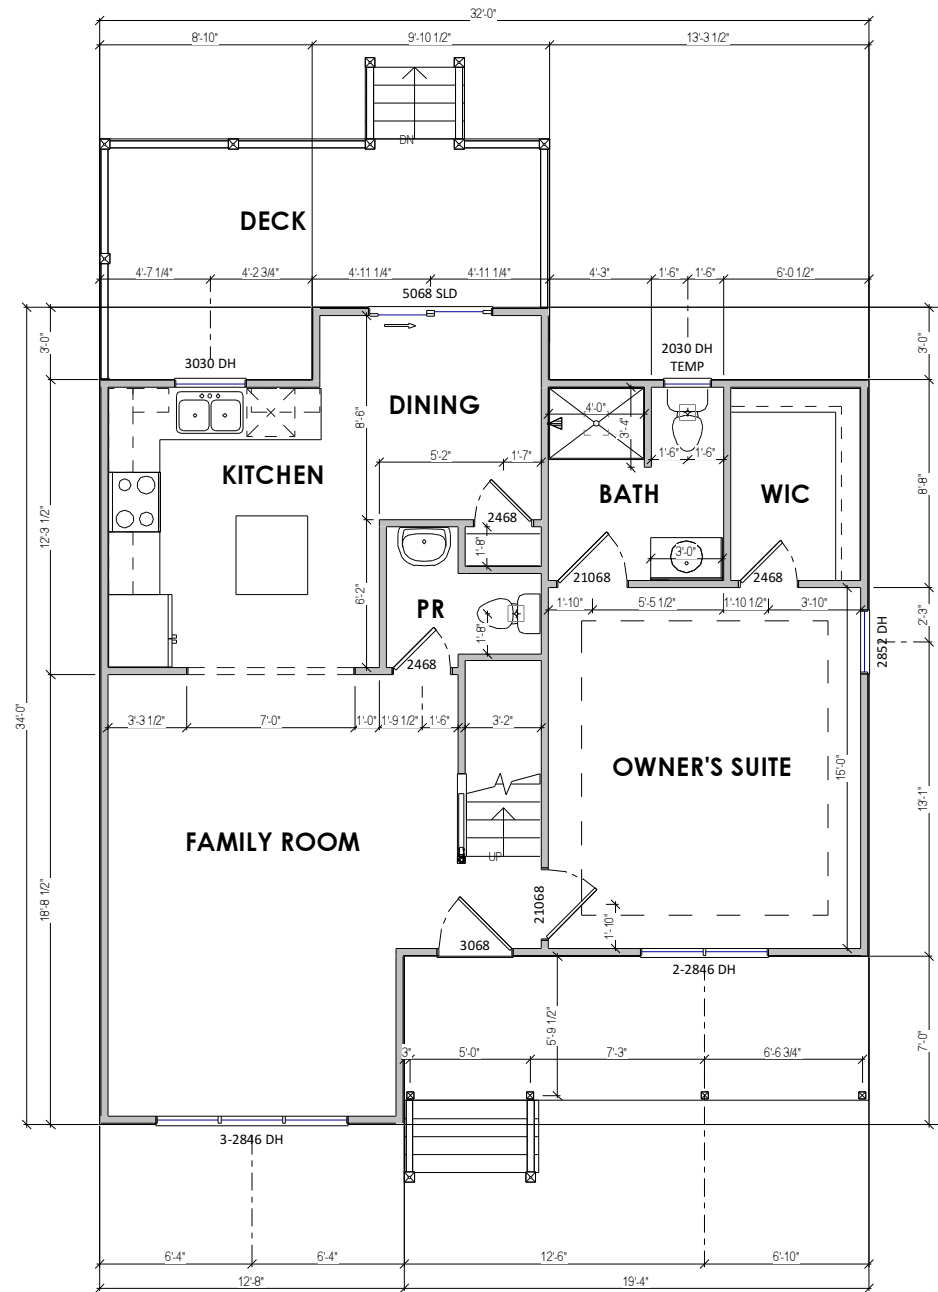 32'-0"
8'-10" 9'-10 1/2" 13'-3 1/2"
DN
DECK
4'-7 1/4" 4'-2 3/4" 4'-11 1/4" 4'-11 1/4" 4'-3" 1'-6" 1'-6" 6'-0 1/2"
5068 SLD
3'-0"
3'-0"
3030 DH
2030 DH
TEMP
DINING
8'-6"
4'-0"
3'-4"
5'-2" 1'-7"
1'-6" 1'-6"
KITCHEN
BATH
WIC
8'-8"
12'-3 1/2"
2468
1'-8"
3'-0"
21068
2468
6'-2"
PR
1'-8"
1'-10" 5'-5 1/2" 1'-10 1/2" 3'-10"
2'-3"
2852 DH
2468
34'-0"
3'-3 1/2" 7'-0" 1'-0" 1'-9 1/2" 1'-6" 3'-2"
OWNER'S SUITE
15'-0"
13'-1"
FAMILY ROOM
UP
18'-8 1/2"
21068
1'-10"
3068
2-2846 DH
5'-9 1/2"
7'-0"
3" 5'-0" 7'-3" 6'-6 3/4"
3-2846 DH
6'-4" 6'-4" 12'-6" 6'-10"
12'-8" 19'-4"